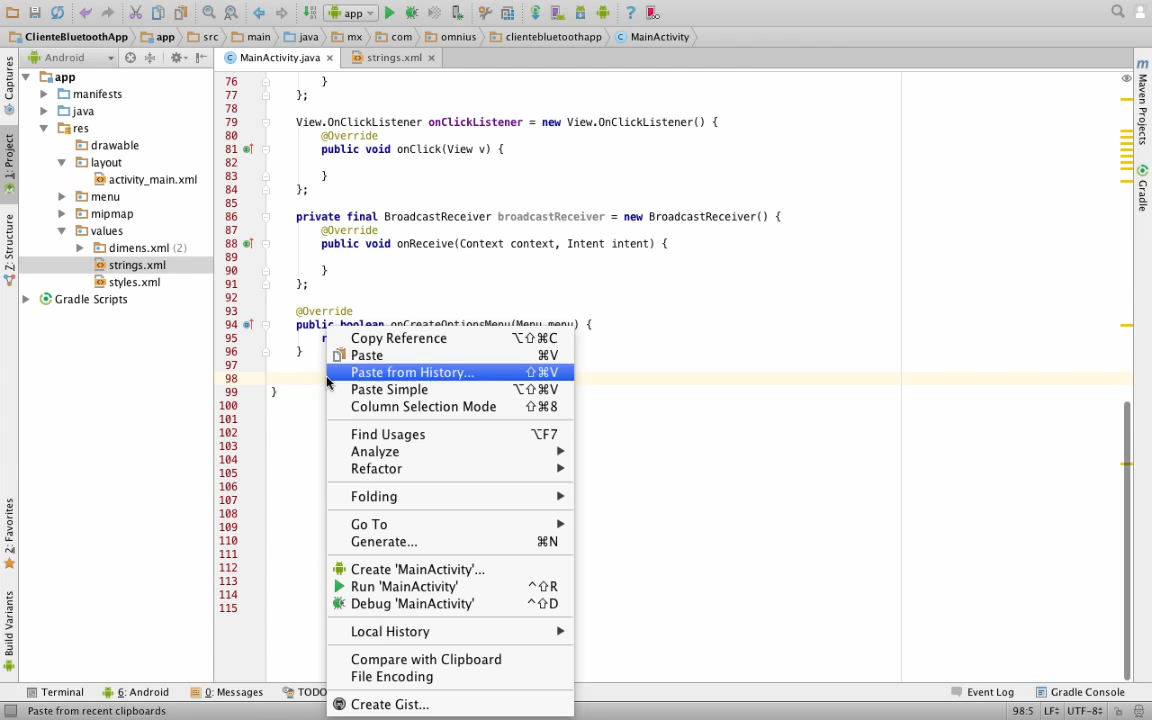 app
ClienteBluetoothApp app src main java mx com omnius clientebluetoothapp MainActivity
Android
MainActivity.java strings.xml
Captures
1: Project
Z: Structure
2: Favorites
Build Variants
app
manifests
java
res
drawable
layout
activity_main.xml
menu
mipmap
values
dimens.xml (2)
strings.xml
styles.xml
Gradle Scripts
76 }
77 };
78
79 View.OnClickListener onClickListener = new View.OnClickListener() {
80 @Override
81 public void onClick(View v) {
82
83 }
84 };
85
86 private final BroadcastReceiver broadcastReceiver = new BroadcastReceiver() {
87 @Override
88 public void onReceive(Context context, Intent intent) {
89
90 }
91 };
92
93 @Override
94 public boolean onCreateOptionsMenu(Menu menu) {
95 r
96 }
97
98
99 }
100
101
102
103
104
105
106
107
108
109
110
111
112
113
114
115
Copy Reference ⌥⇧⌘C
Paste ⌘V
Paste from History... ⇧⌘V
Paste Simple ⌥⇧⌘V
Column Selection Mode ⇧⌘8
Find Usages ⌥F7
Analyze
Refactor
Folding
Go To
Generate... ⌘N
Create 'MainActivity'...
Run 'MainActivity' ^⇧R
Debug 'MainActivity' ^⇧D
Local History
Compare with Clipboard
File Encoding
Create Gist...
m
Maven Projects
Gradle
Terminal 6: Android 0: Messages TODO Event Log Gradle Console
Paste from recent clipboards 98:5 LF UTF-8